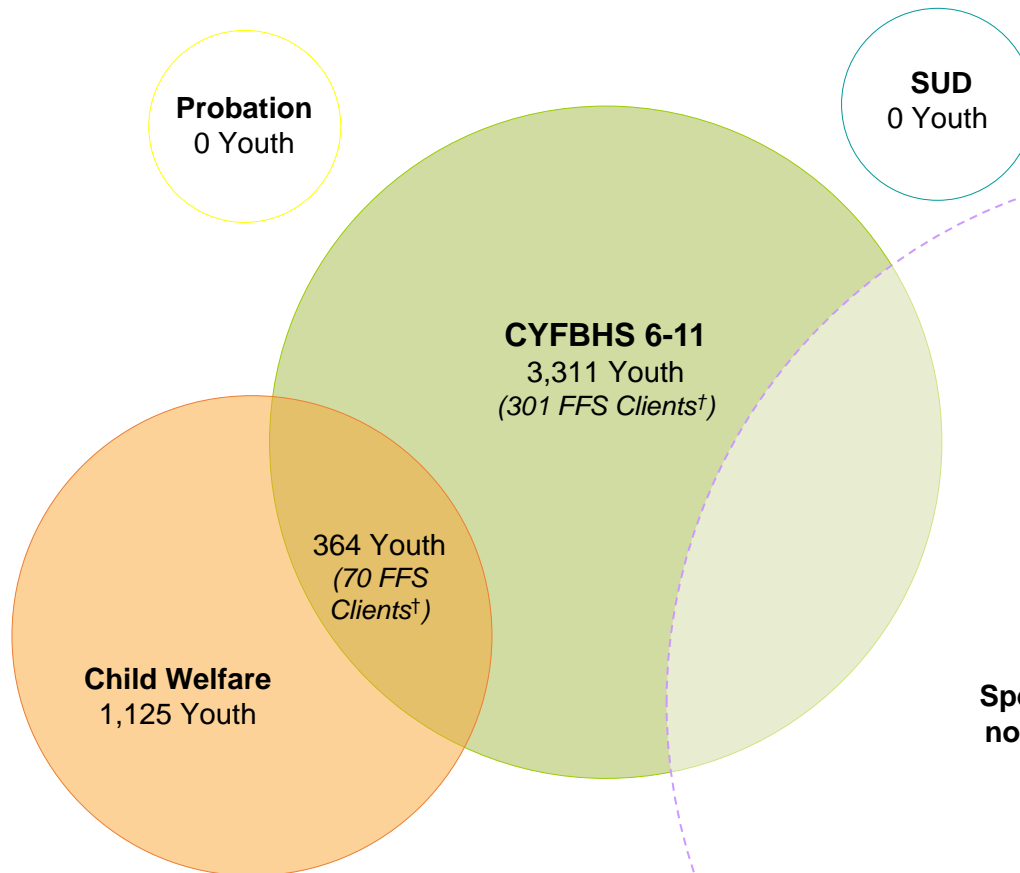 Probation
0 Youth
SUD
0 Youth
CYFBHS 6-11
3,311 Youth
(301 FFS Clients†)
364 Youth
(70 FFS
Clients†)
Child Welfare
1,125 Youth
no